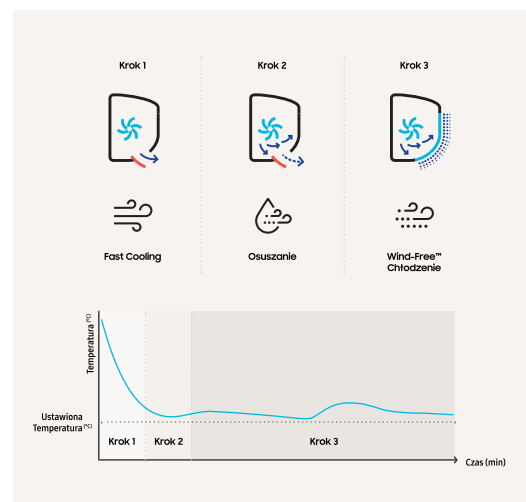 Krok 1
Krok 2
Krok 3
Fast Cooling
Osuszanie
Wind-Free™
Chłodzenie
Temperatura (°C)
Ustawiona
Temperatura (°C)
Krok 1
Krok 2
Krok 3
Czas (min)